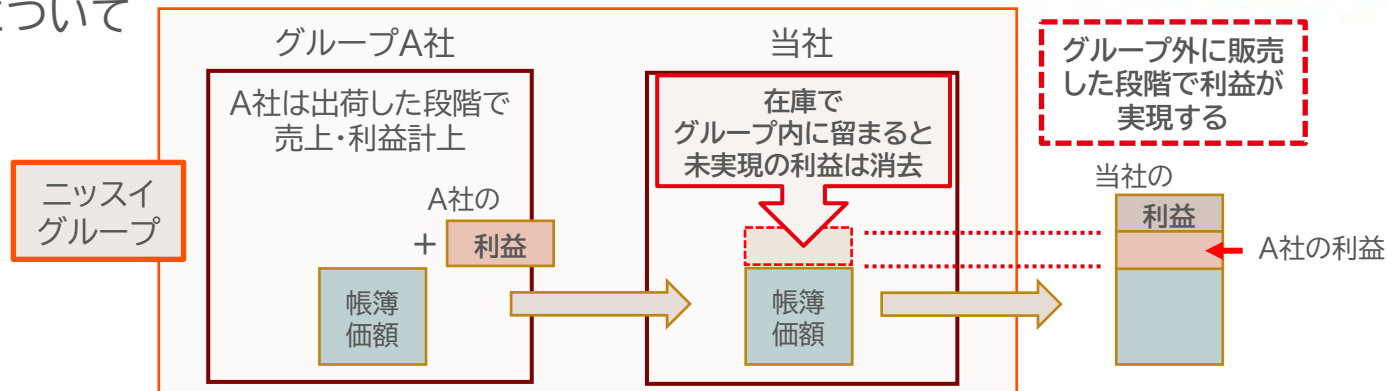 について
グループA社
当社
A社は出荷した段階で
売上・利益計上
在庫で
グループ内に留まると
未実現の利益は消去
グループ外に販売
した段階で利益が
実現する
ニッスイ
グループ
A社の
+
利益
帳簿
価額
帳簿
価額
当社の
利益
A社の利益